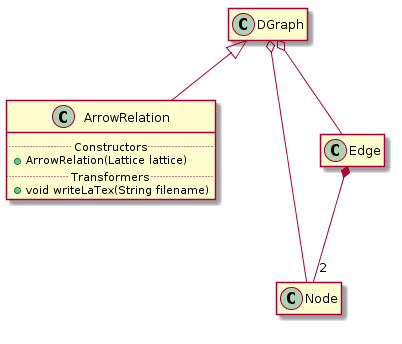 C DGraph
C ArrowRelation
Constructors
ArrowRelation(Lattice lattice)
Transformers
void writeLaTex(String filename)
C Edge
2
C Node